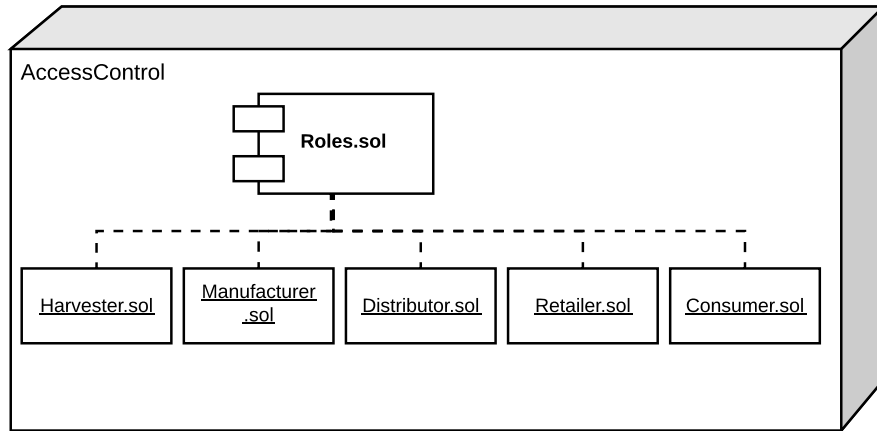 AccessControl
Roles.sol
Harvester.sol
Manufacturer
.sol
Distributor.sol
Retailer.sol
Consumer.sol